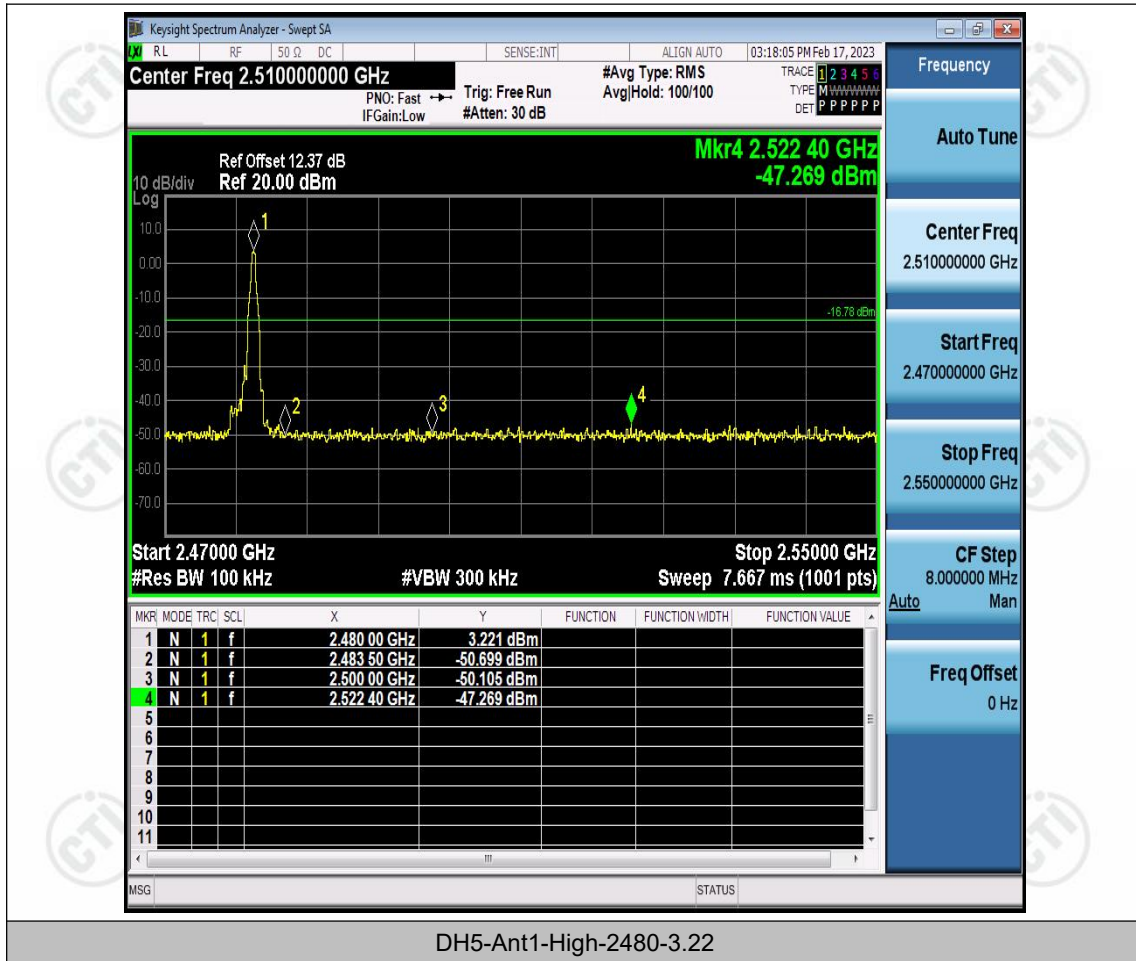 Keysight Spectrum Analyzer - Swept SA
LXI RL RF 50 Ω DC SENSE:INT ALIGN AUTO 03:18:05 PM Feb 17, 2023
Center Freq 2.510000000 GHz
PNO: Fast
IFGain:Low
Trig: Free Run
#Atten: 30 dB
#Avg Type: RMS
Avg|Hold: 100/100
TRACE 1 2 3 4 5 6
TYPE M WWWWW
DET P P P P P P
Mkr4 2.522 40 GHz
-47.269 dBm
Ref Offset 12.37 dB
10 dB/div Ref 20.00 dBm
Log
10.0
0.00
-10.0
-20.0
-30.0
-40.0
-50.0
-60.0
-70.0
1
2
3
4
-16.78 dBm
Start 2.47000 GHz Stop 2.55000 GHz
#Res BW 100 kHz #VBW 300 kHz Sweep 7.667 ms (1001 pts)
MKR MODE TRC SCL X Y FUNCTION FUNCTION WIDTH FUNCTION VALUE
1 N 1 f 2.480 00 GHz 3.221 dBm
2 N 1 f 2.483 50 GHz -50.699 dBm
3 N 1 f 2.500 00 GHz -50.105 dBm
4 N 1 f 2.522 40 GHz -47.269 dBm
5
6
7
8
9
10
11
MSG STATUS
Frequency
Auto Tune
Center Freq
2.510000000 GHz
Start Freq
2.470000000 GHz
Stop Freq
2.550000000 GHz
CF Step
8.000000 MHz
Auto Man
Freq Offset
0 Hz
CTI
CTI
CTI
CTI
CTI
CTI
DH5-Ant1-High-2480-3.22